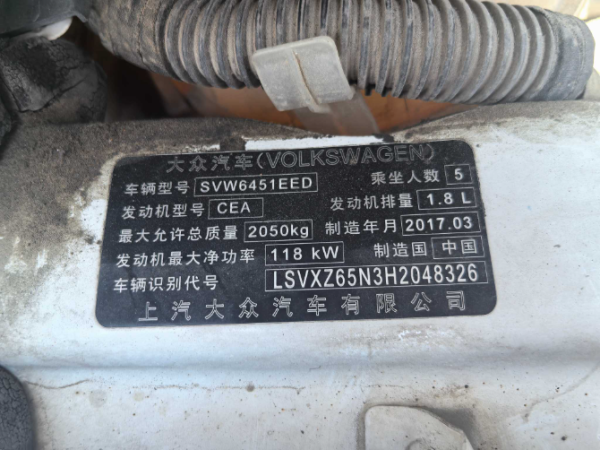 大众汽车(VOLKSWAGEN)
车辆型号 SVW6451EED 乘坐人数 5
发动机型号 CEA 发动机排量 1.8 L
最大允许总质量 2050kg 制造年月 2017.03
发动机最大净功率 118 kW 制造国 中国
车辆识别代号 LSVXZ65N3H2048326
上汽大众汽车有限公司